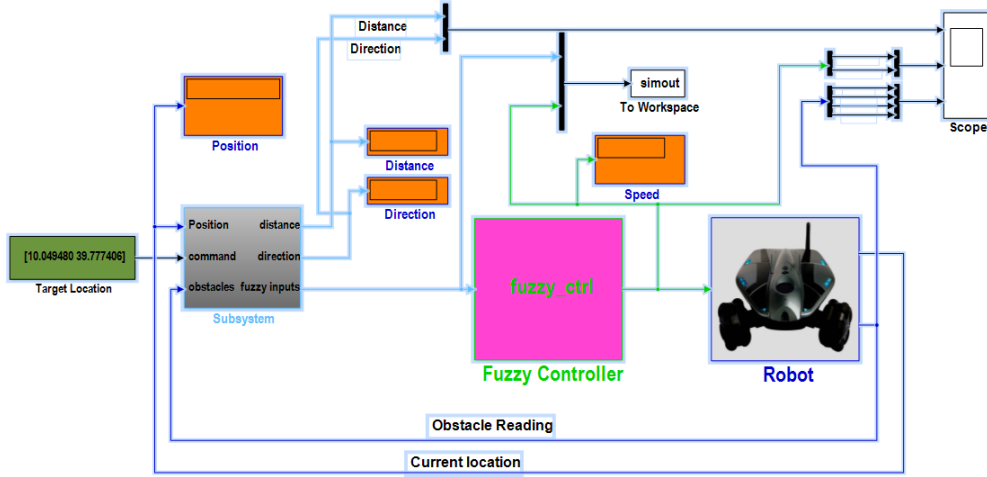 Distance
Direction
simout
To Workspace
Scope
Position
Distance
Speed
Direction
Position distance
command direction
obstacles fuzzy inputs
[10.049480 39.777406]
Target Location
Subsystem
fuzzy_ctrl
Fuzzy Controller
Robot
Obstacle Reading
Current location